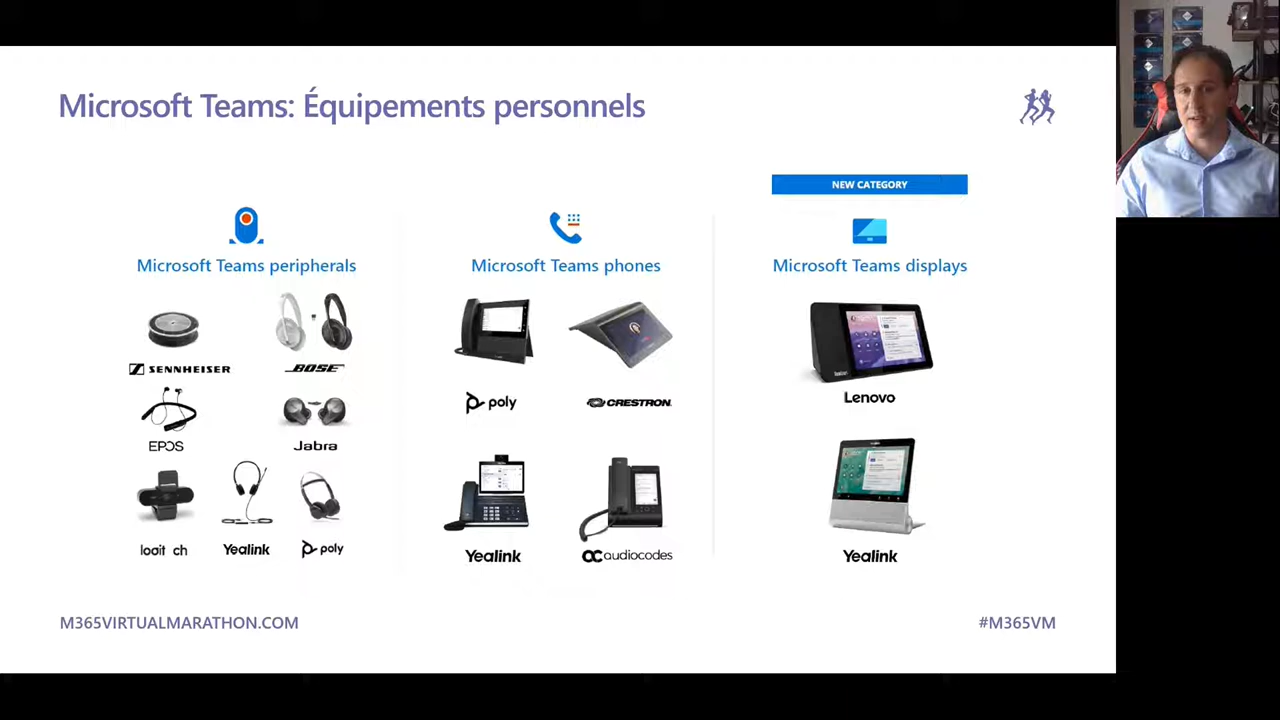 Microsoft Teams: Équipements personnels
NEW CATEGORY
Microsoft Teams peripherals
SENNHEISER
BOSE
EPOS
Jabra
Yealink
poly
Microsoft Teams phones
poly
CRESTRON
Yealink
audiocodes
Microsoft Teams displays
Lenovo
Yealink
M365VIRTUALMARATHON.COM
#M365VM